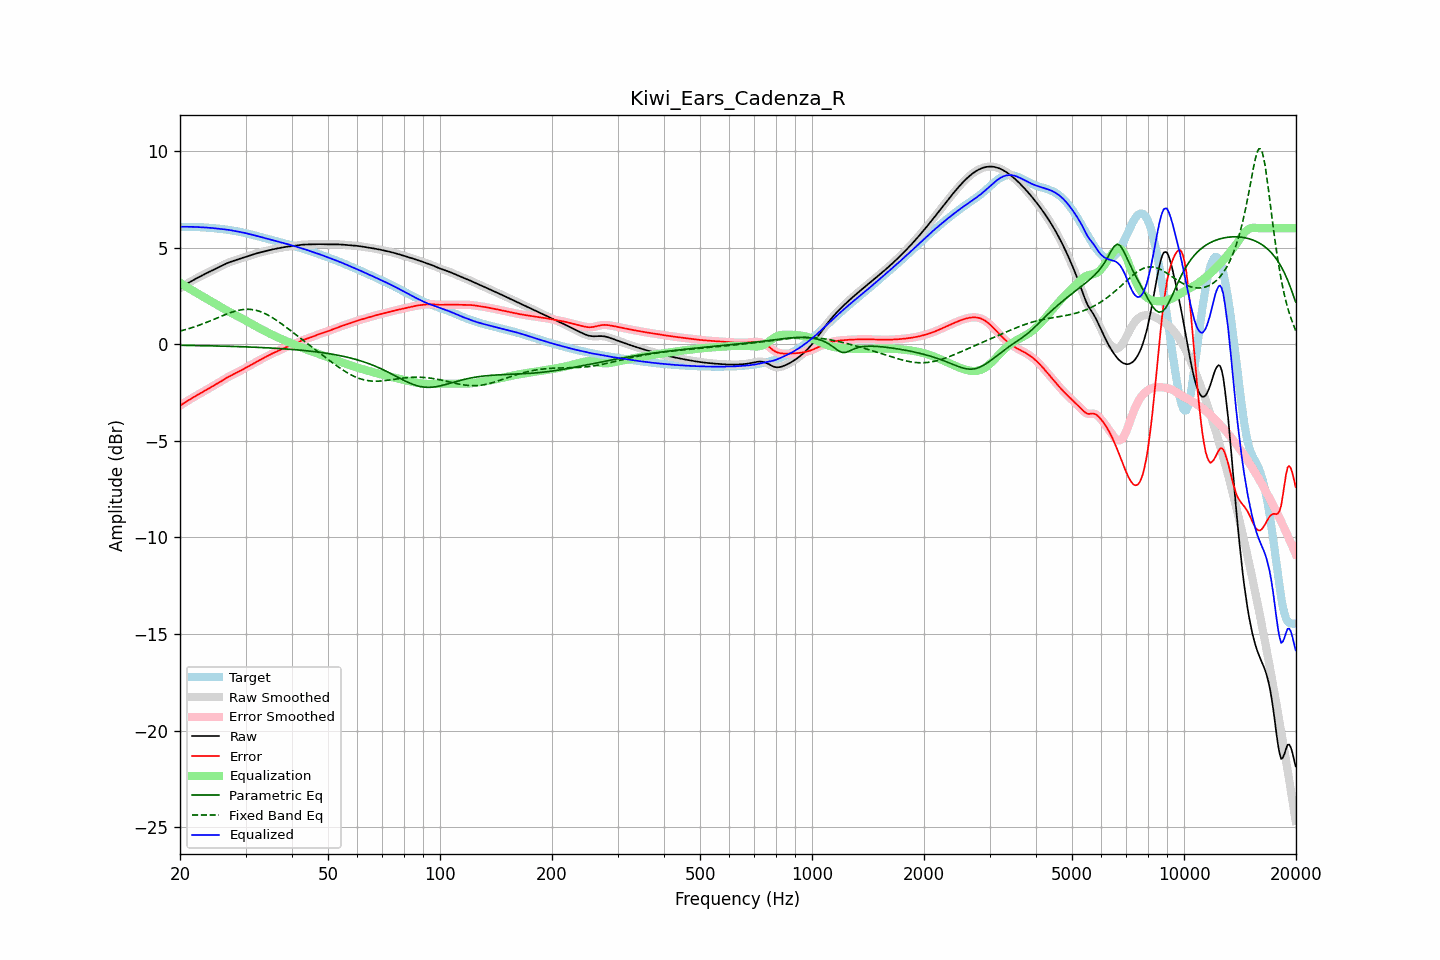 Kiwi_Ears_Cadenza_R
Amplitude (dBr)
10
5
0
−5
−10
−15
−20
−25
Target
Raw Smoothed
Error Smoothed
Raw
Error
Equalization
Parametric Eq
Fixed Band Eq
Equalized
20 50 100 200 500 1000 2000 5000 10000 20000
Frequency (Hz)